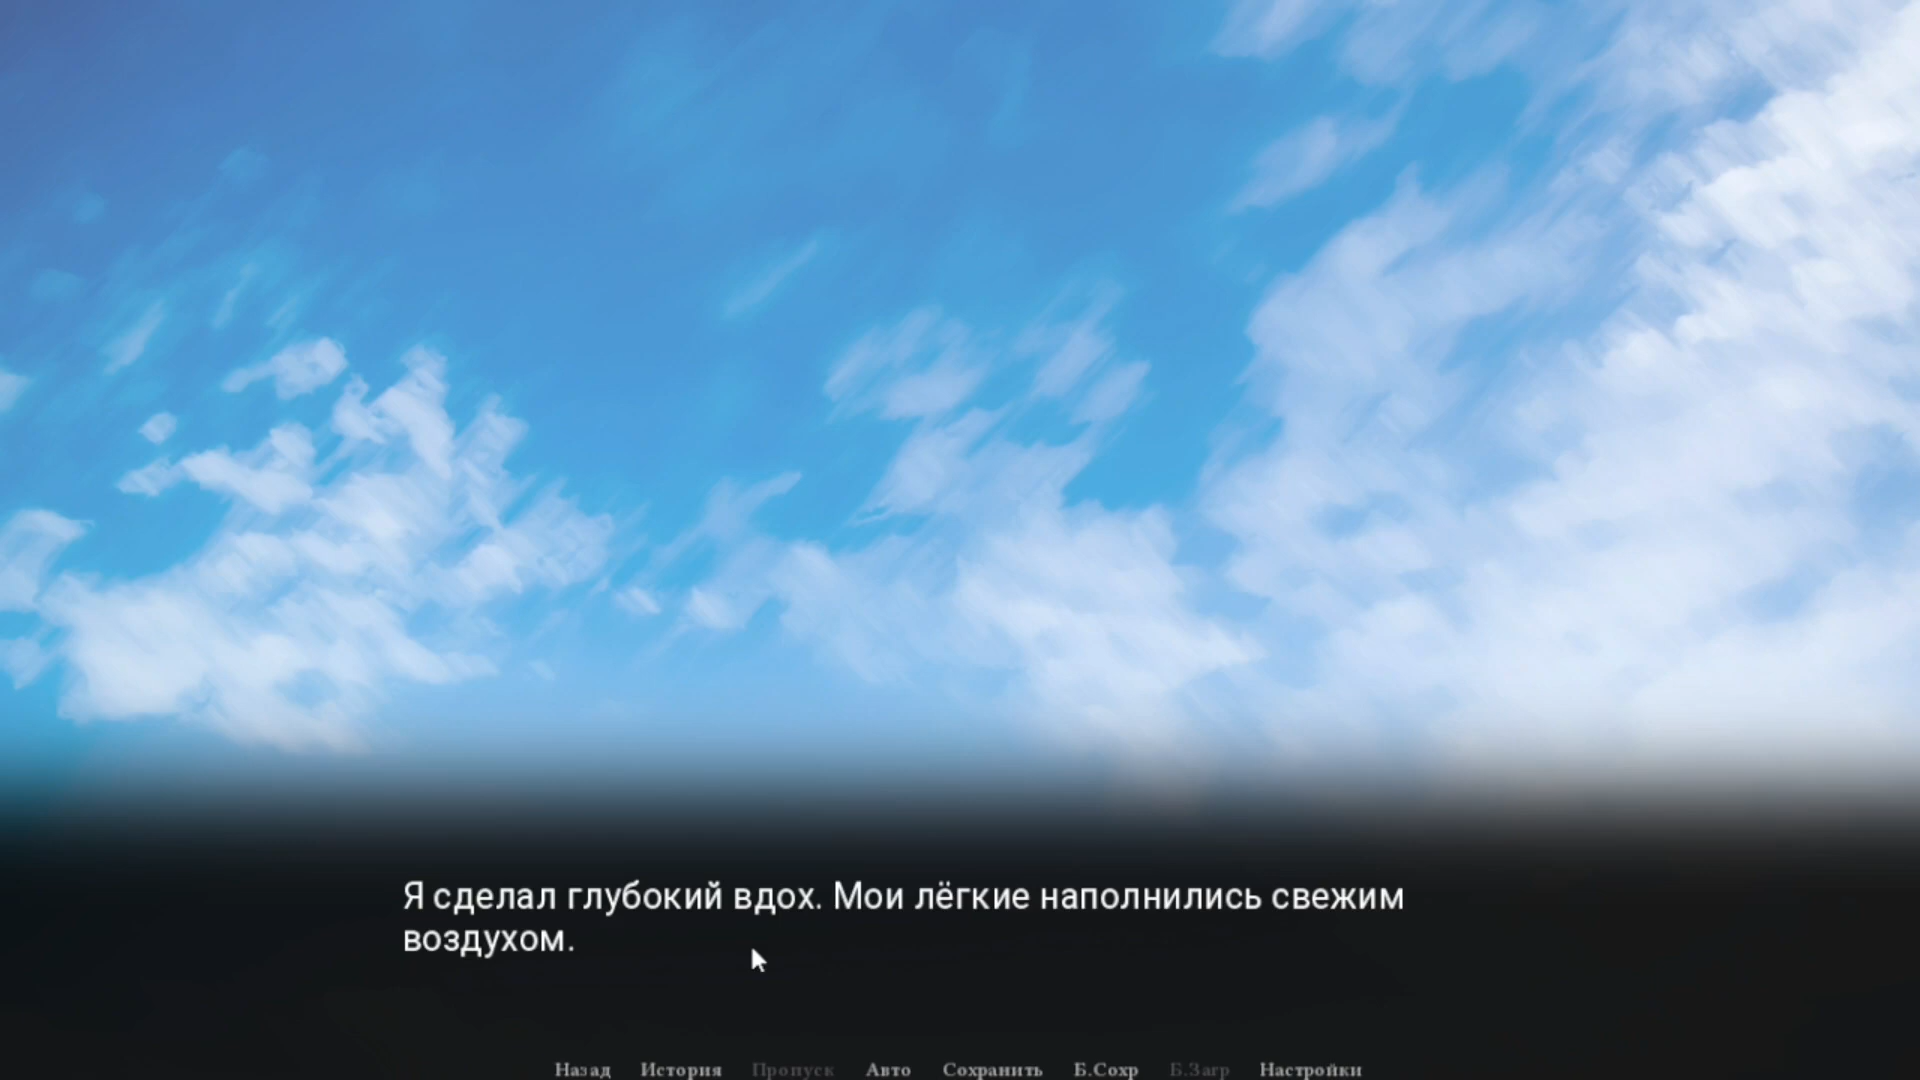 Я сделал глубокий вдох. Мои лёгкие наполнились свежим
воздухом.
Назад История Пропуск Авто Сохранить Б.Сохр Б.Загр Настройки